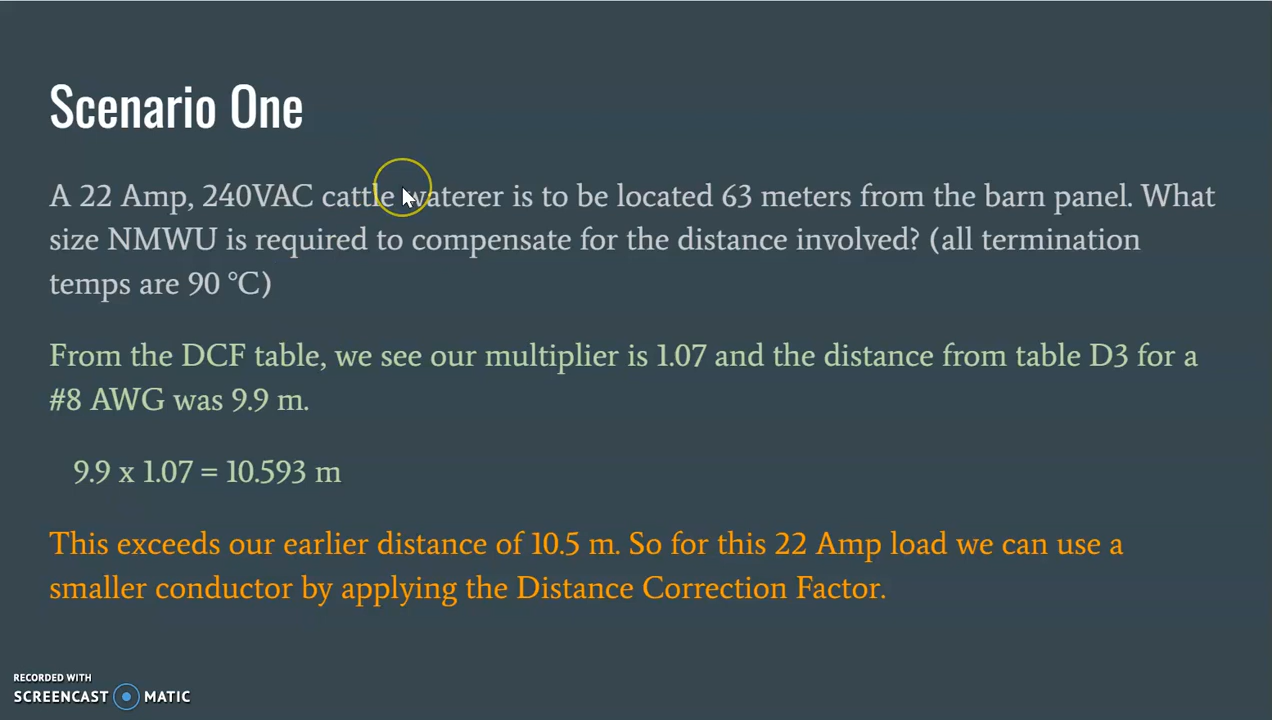 Scenario One
A 22 Amp, 240VAC cattle waterer is to be located 63 meters from the barn panel. What
size NMWU is required to compensate for the distance involved? (all termination
temps are 90 °C)
From the DCF table, we see our multiplier is 1.07 and the distance from table D3 for a
#8 AWG was 9.9 m.
9.9 x 1.07 = 10.593 m
This exceeds our earlier distance of 10.5 m. So for this 22 Amp load we can use a
smaller conductor by applying the Distance Correction Factor.
RECORDED WITH
SCREENCAST MATIC